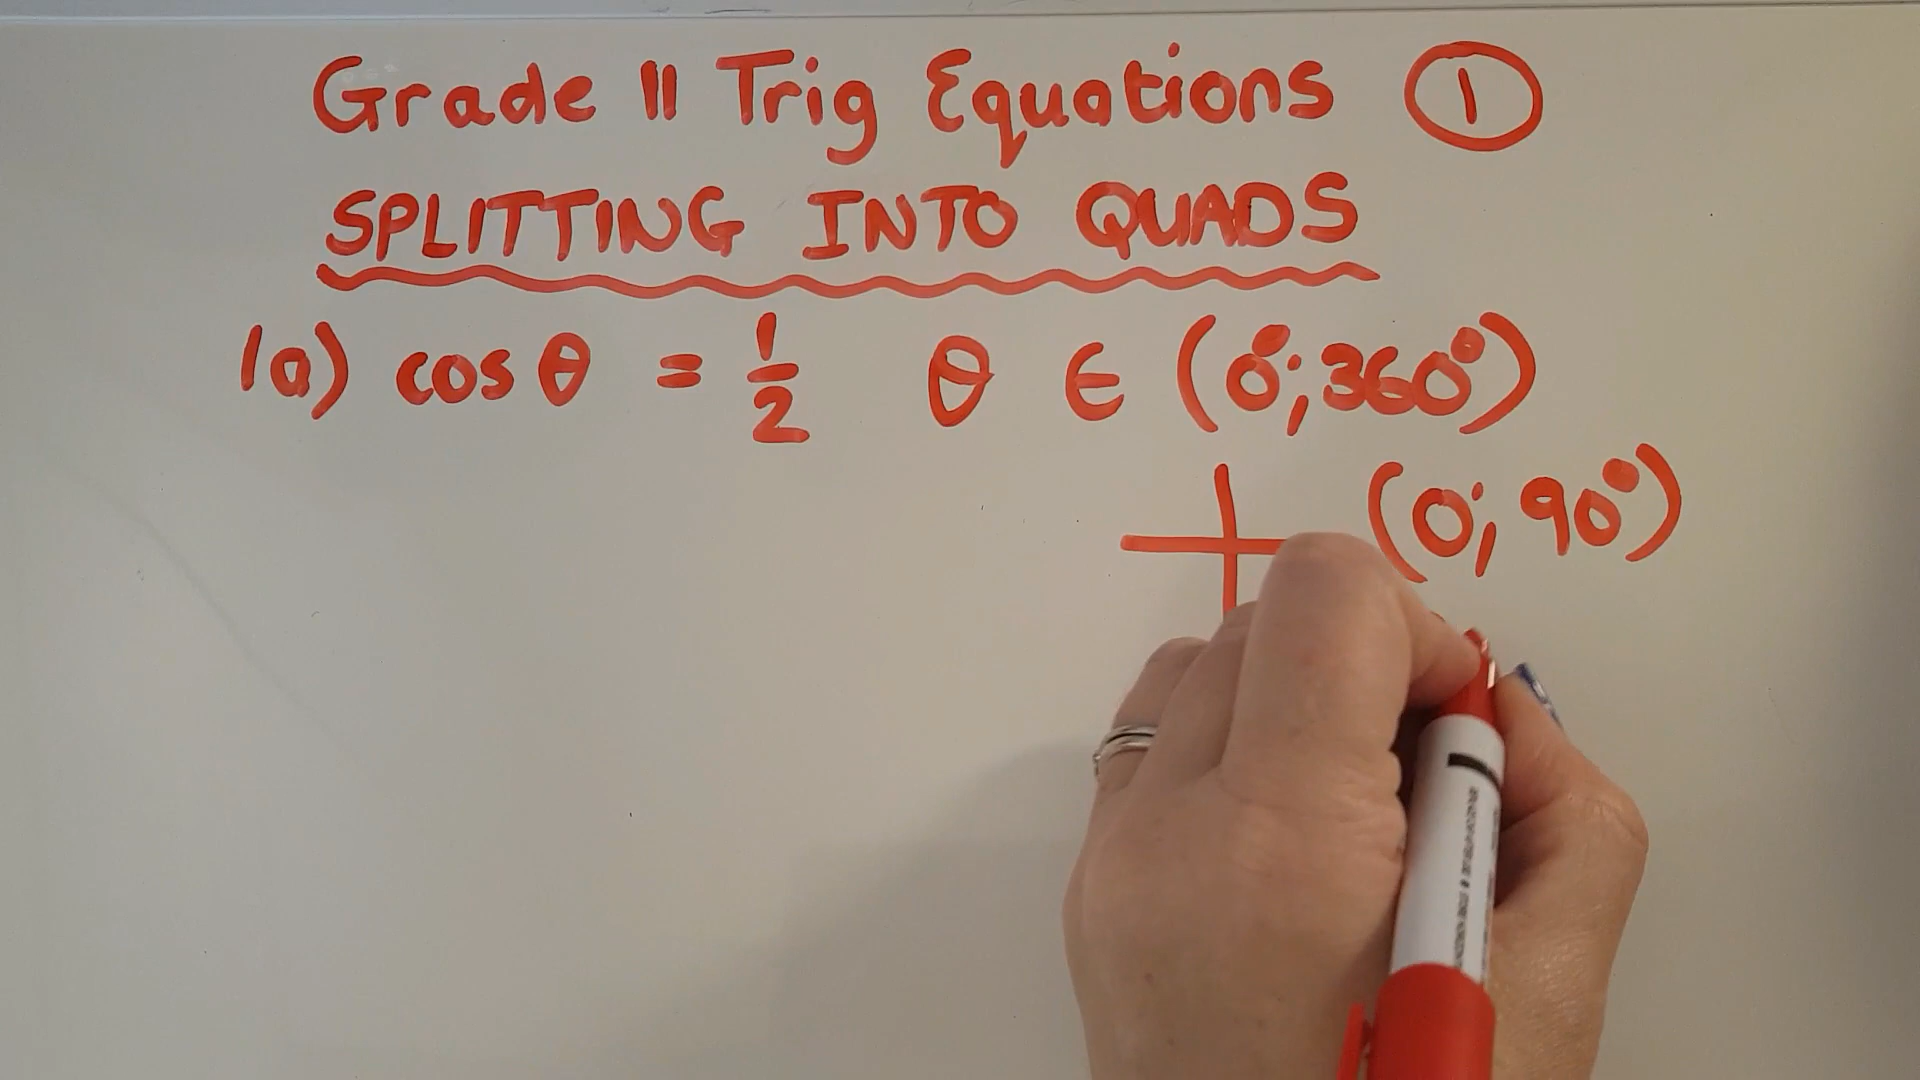 Grade 11 Trig Equations 1
SPLITTING INTO QUADS
1a) cos θ = 1/2 θ ∈ (0°; 360°)
(0°; 90°)